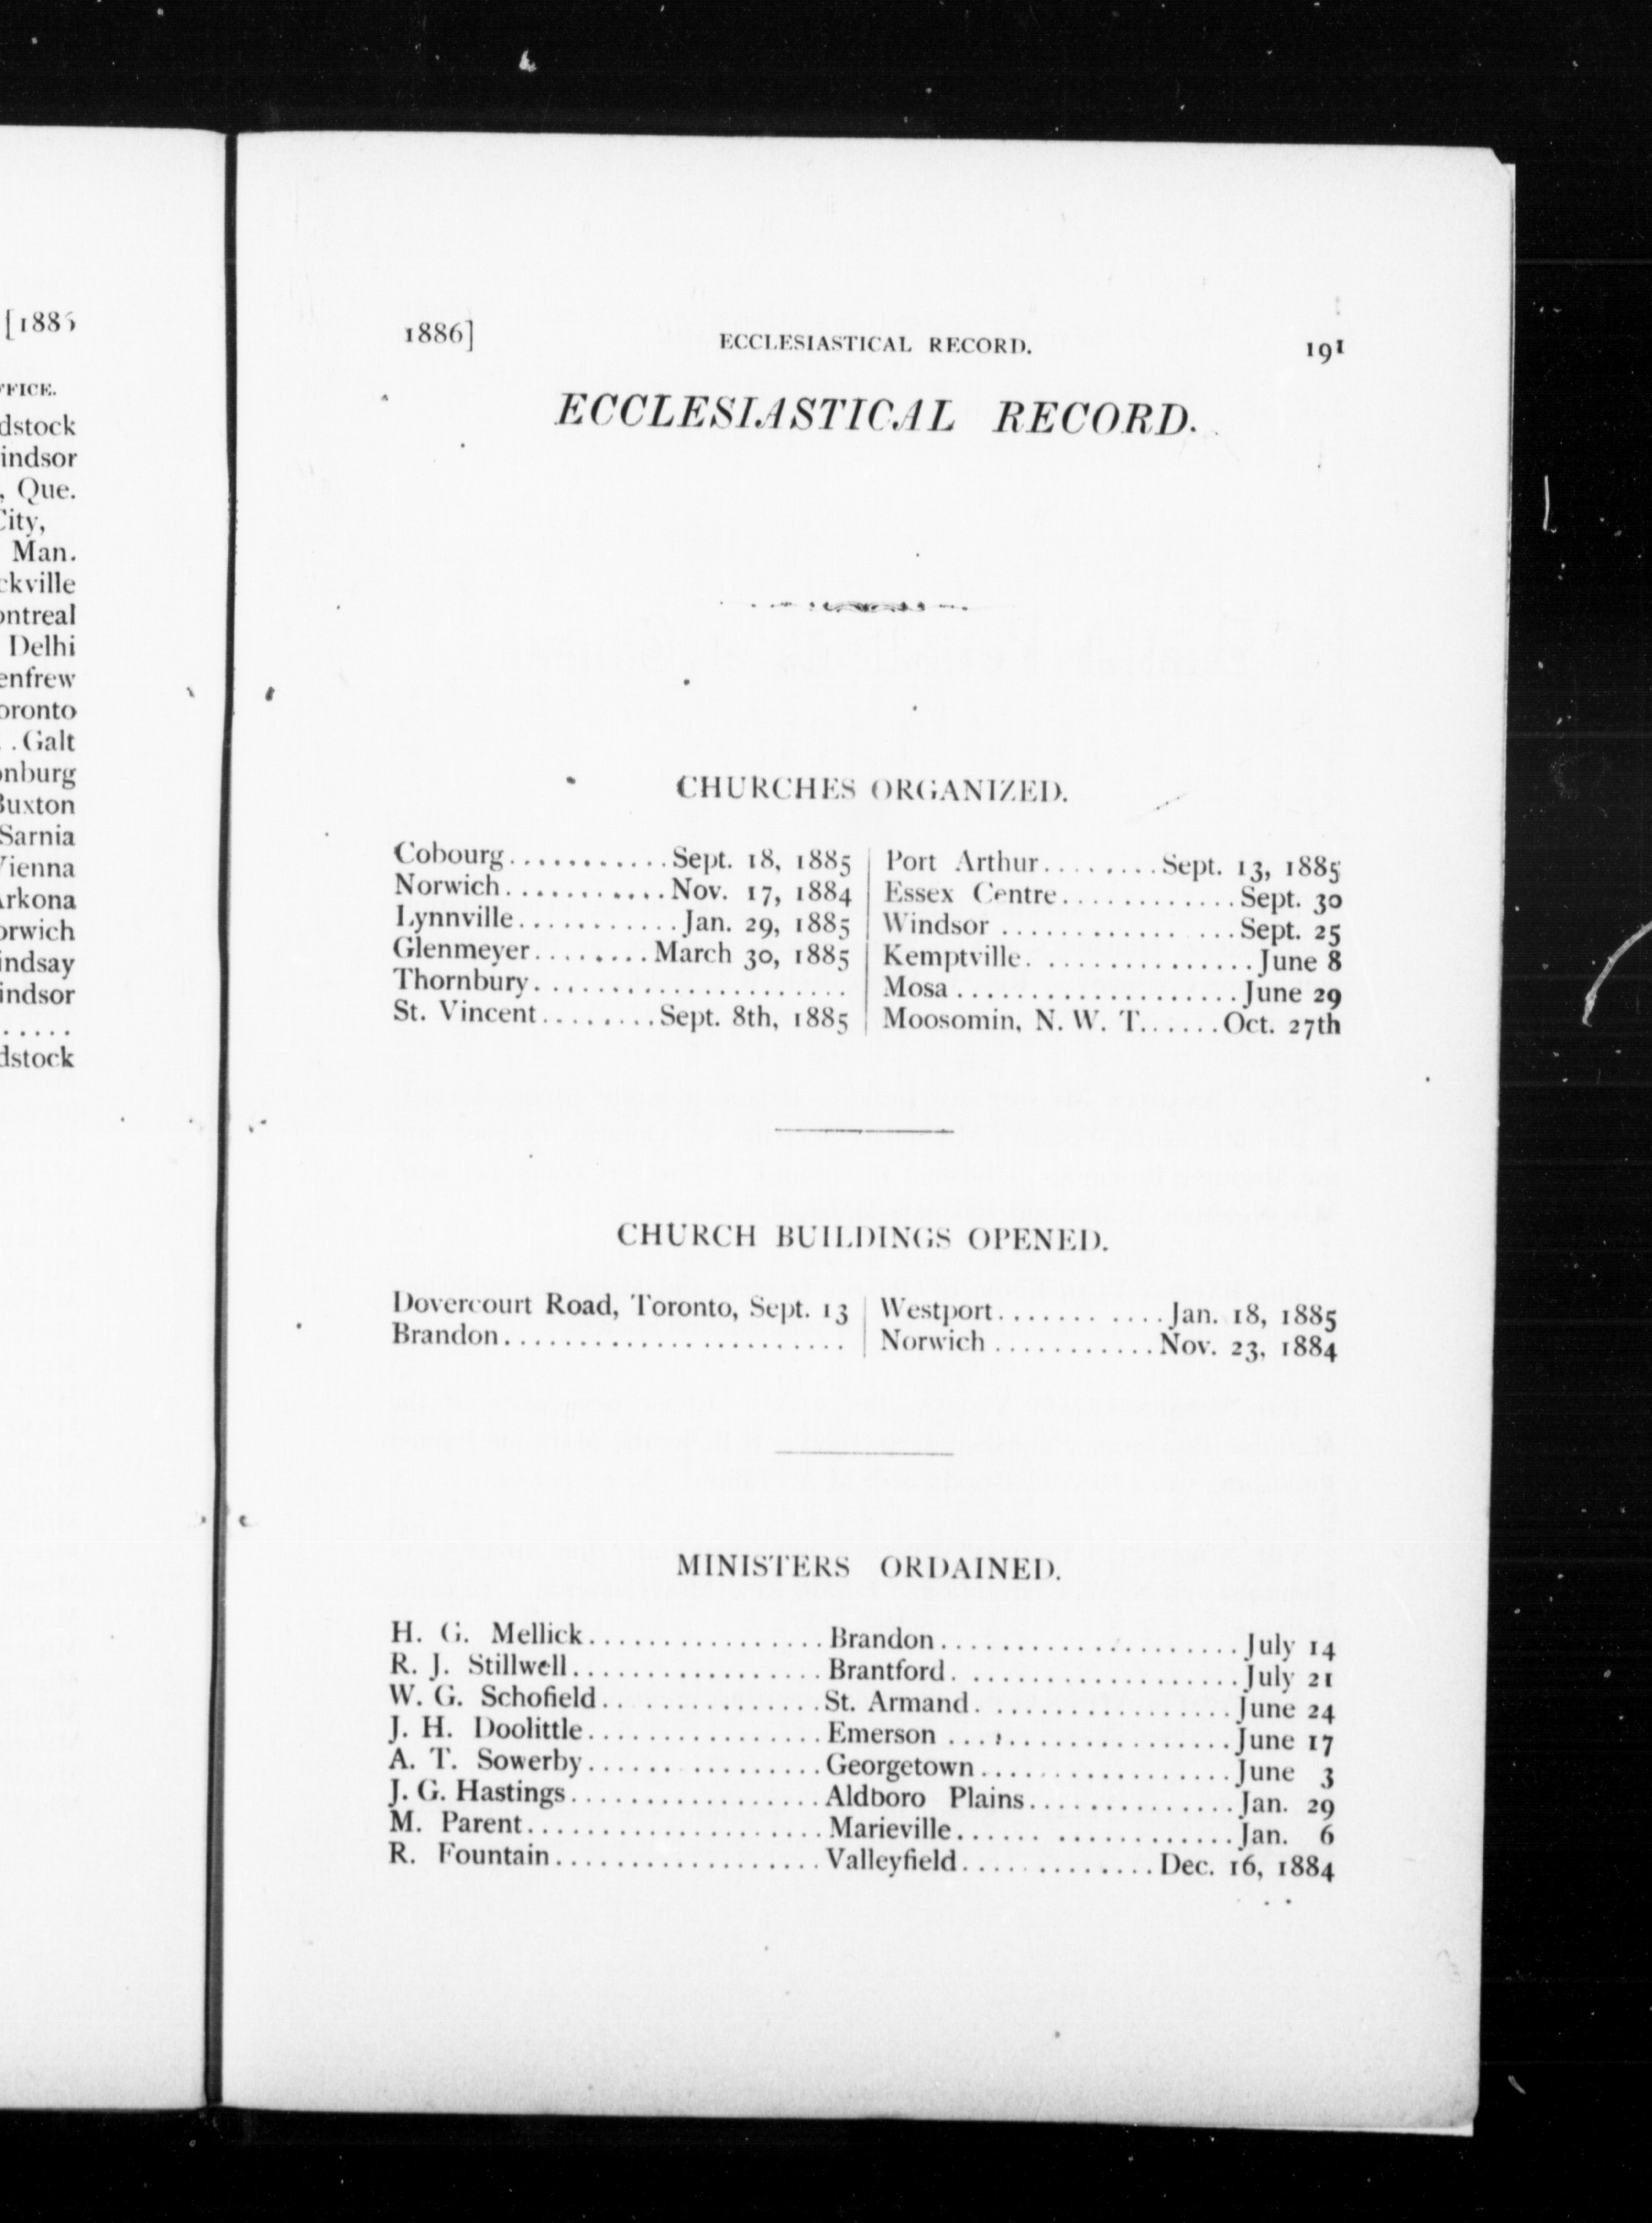 [1885
dstock
indsor
, Que.
City,
Man.
ckville
ontreal
Delhi
enfrew
oronto
. . Galt
onburg
Buxton
Sarnia
Vienna
Arkona
orwich
indsay
indsor
.....
dstock
1886] ECCLESIASTICAL RECORD. 191
ECCLESIASTICAL RECORD.
CHURCHES ORGANIZED.
Cobourg............Sept. 18, 1885
Norwich...........Nov. 17, 1884
Lynnville...........Jan. 29, 1885
Glenmeyer........March 30, 1885
Thornbury.....................
St. Vincent........Sept. 8th, 1885
Port Arthur........Sept. 13, 1885
Essex Centre............Sept. 30
Windsor ...............Sept. 25
Kemptville...............June 8
Mosa...................June 29
Moosomin, N. W. T......Oct. 27th
CHURCH BUILDINGS OPENED.
Dovercourt Road, Toronto, Sept. 13
Brandon.......................
Westport...........Jan. 18, 1885
Norwich...........Nov. 23, 1884
MINISTERS ORDAINED.
H. G. Mellick................Brandon....................July 14
R. J. Stillwell.................Brantford...................July 21
W. G. Schofield...............St. Armand.................June 24
J. H. Doolittle................Emerson ...................June 17
A. T. Sowerby................Georgetown.................June 3
J. G. Hastings.................Aldboro Plains..............Jan. 29
M. Parent....................Marieville..................Jan. 6
R. Fountain..................Valleyfield.............Dec. 16, 1884